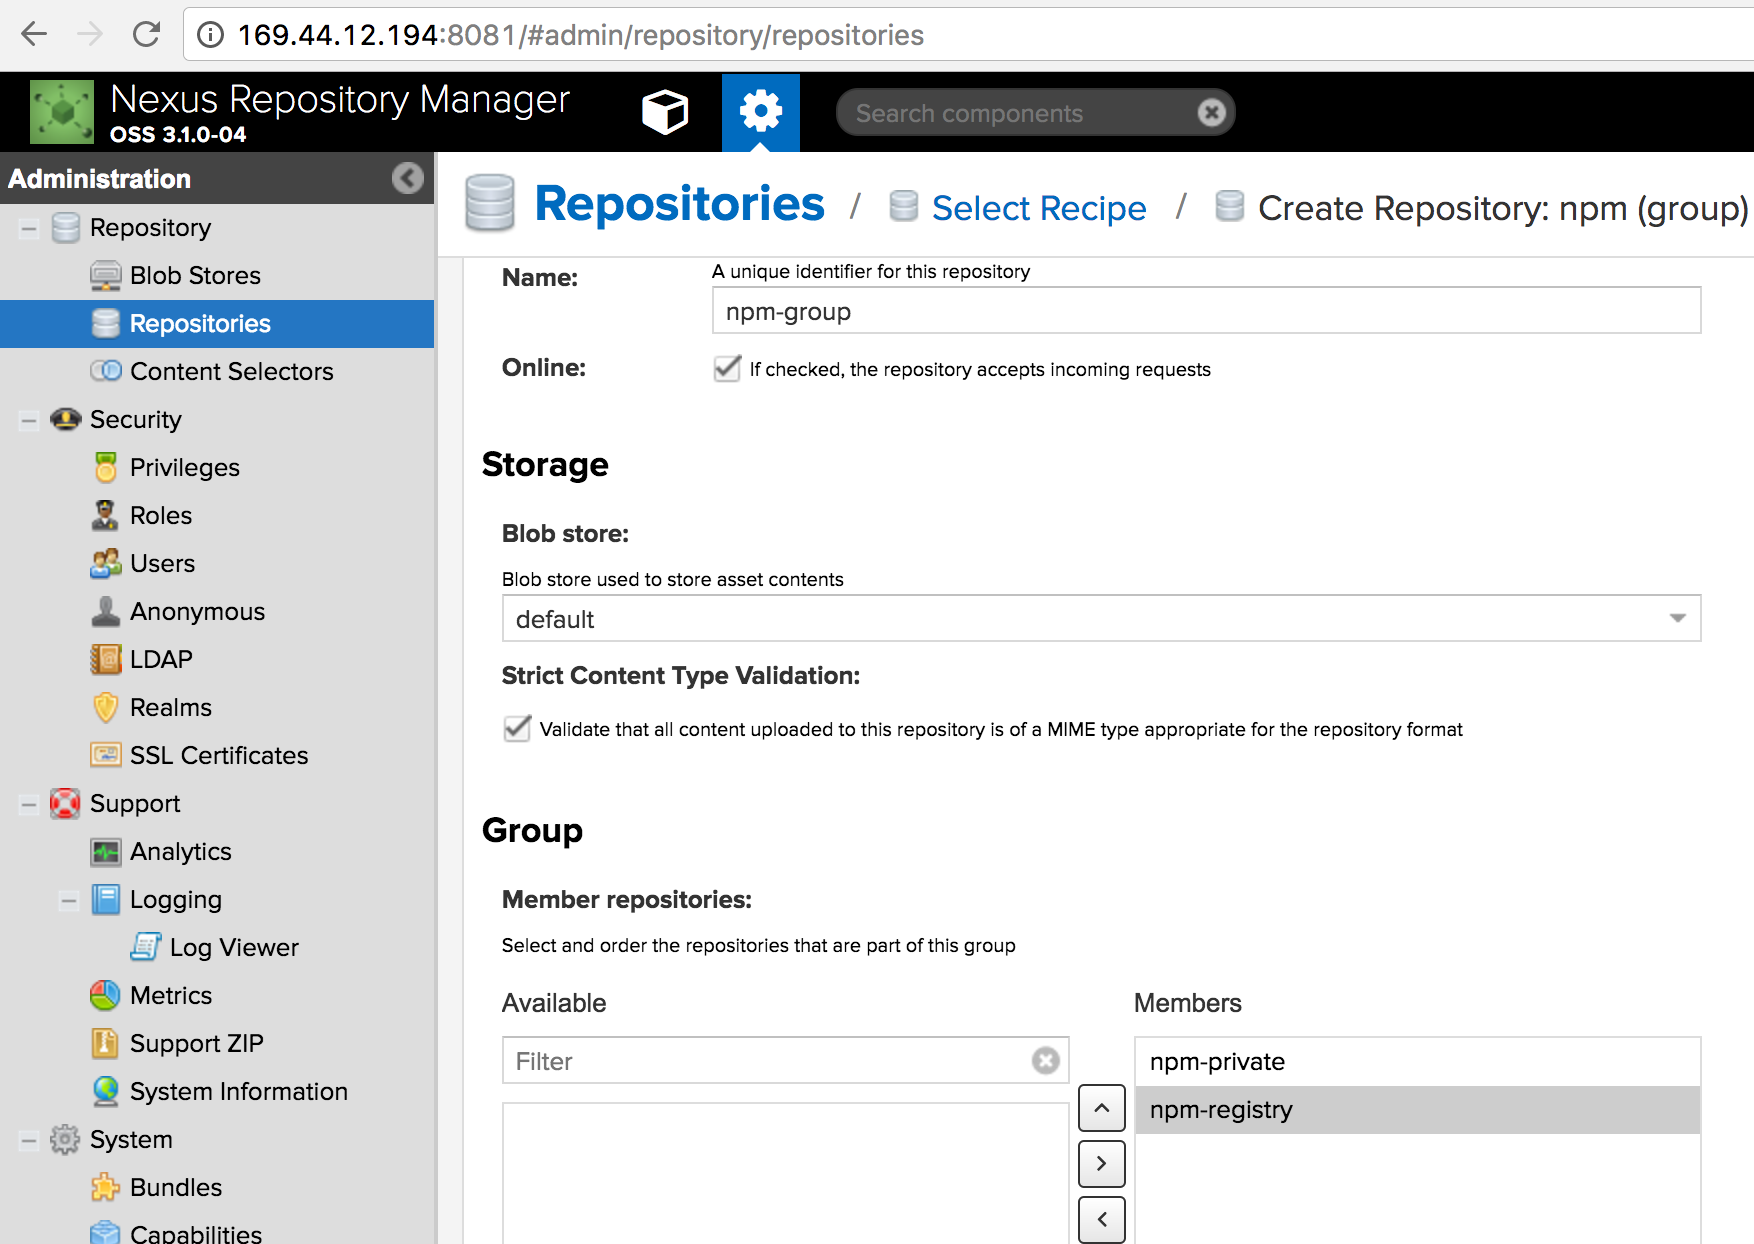 169.44.12.194:8081/#admin/repository/repositories
Nexus Repository Manager
OSS 3.1.0-04
Search components
Administration
Repository
Blob Stores
Repositories
Content Selectors
Security
Privileges
Roles
Users
Anonymous
LDAP
Realms
SSL Certificates
Support
Analytics
Logging
Log Viewer
Metrics
Support ZIP
System Information
System
Bundles
Capabilities
Repositories / Select Recipe / Create Repository: npm (group)
Name:
A unique identifier for this repository
npm-group
Online:
If checked, the repository accepts incoming requests
Storage
Blob store:
Blob store used to store asset contents
default
Strict Content Type Validation:
Validate that all content uploaded to this repository is of a MIME type appropriate for the repository format
Group
Member repositories:
Select and order the repositories that are part of this group
Available
Filter
Members
npm-private
npm-registry